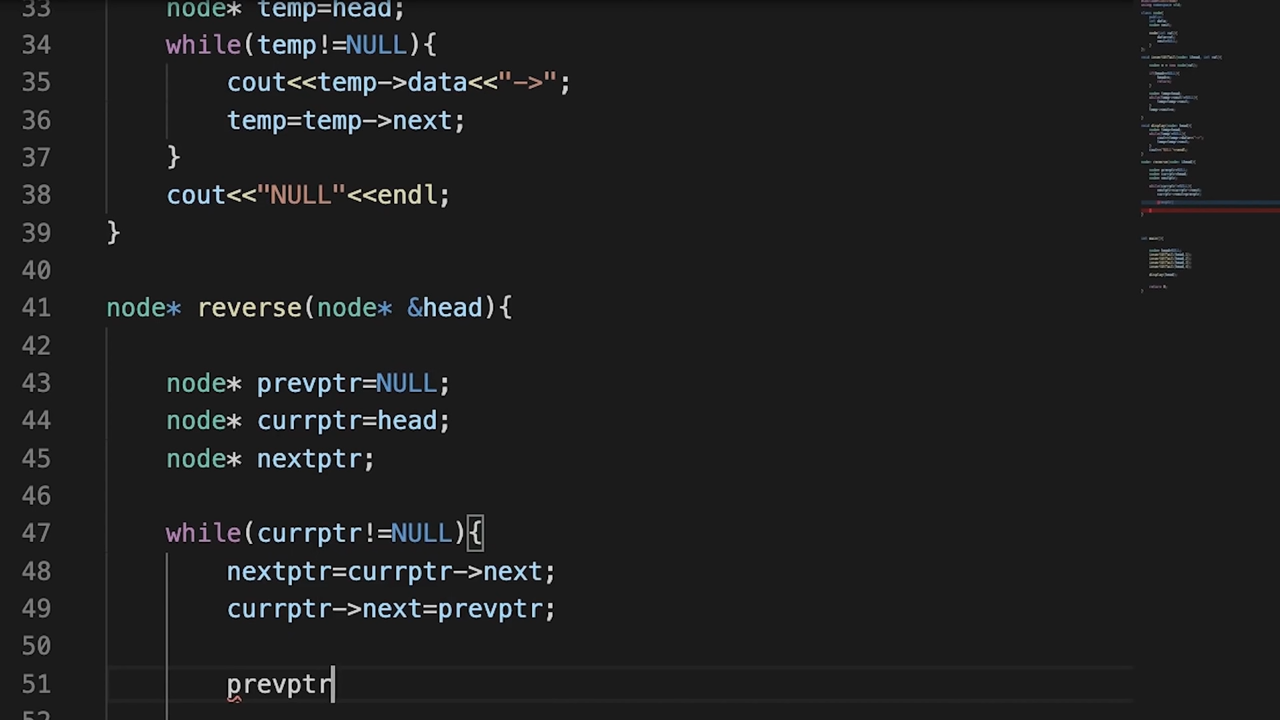 33 node* temp=head;
34 while(temp!=NULL){
35 cout<<temp->data<<"->";
36 temp=temp->next;
37 }
38 cout<<"NULL"<<endl;
39 }
40
41 node* reverse(node* &head){
42
43 node* prevptr=NULL;
44 node* currptr=head;
45 node* nextptr;
46
47 while(currptr!=NULL){
48 nextptr=currptr->next;
49 currptr->next=prevptr;
50
51 prevptr
52